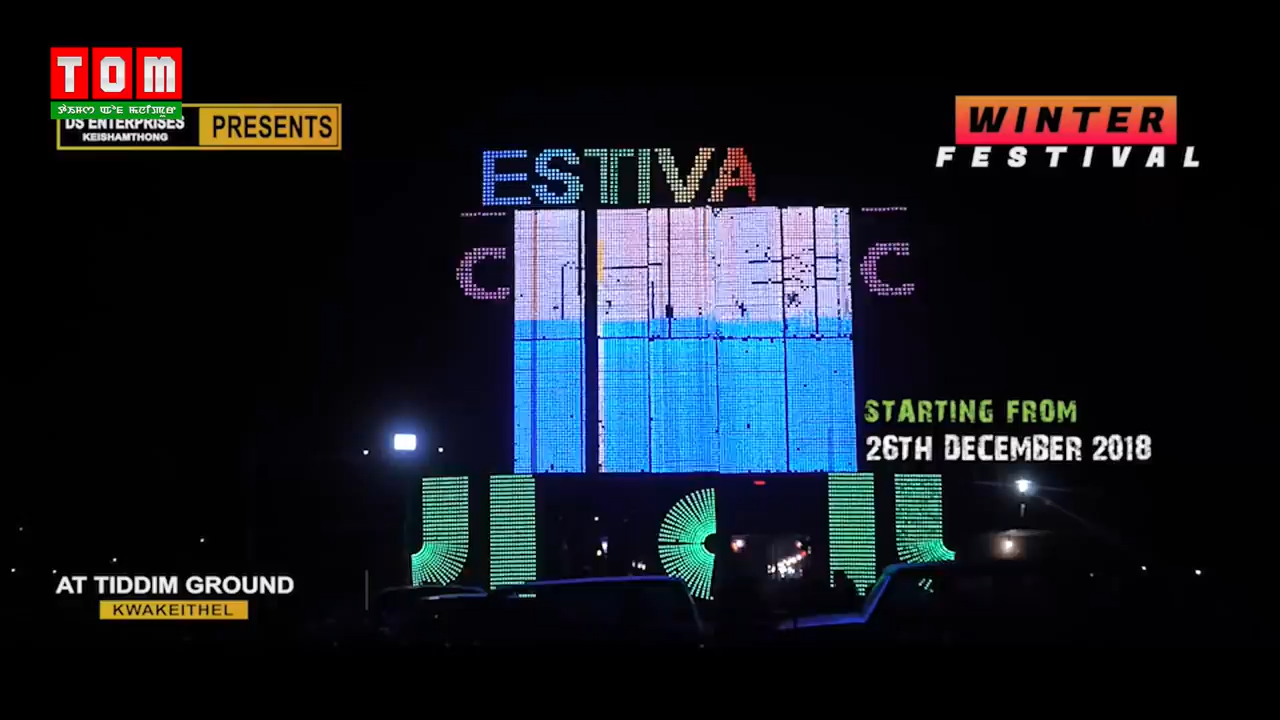 TOM
DS ENTERPRISES
KEISHAMTHONG
PRESENTS
WINTER
FESTIVAL
ESTIVA
C
C
STARTING FROM
26TH DECEMBER 2018
AT TIDDIM GROUND
KWAKEITHEL